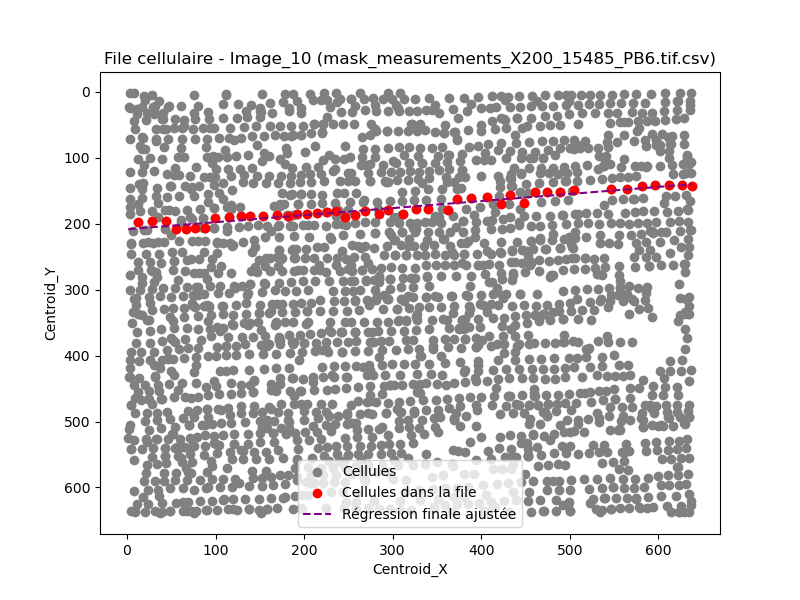 File cellulaire - Image_10 (mask_measurements_X200_15485_PB6.tif.csv)
0
100
200
300
400
500
600
Centroid_Y
Cellules
Cellules dans la file
Régression finale ajustée
0 100 200 300 400 500 600
Centroid_X